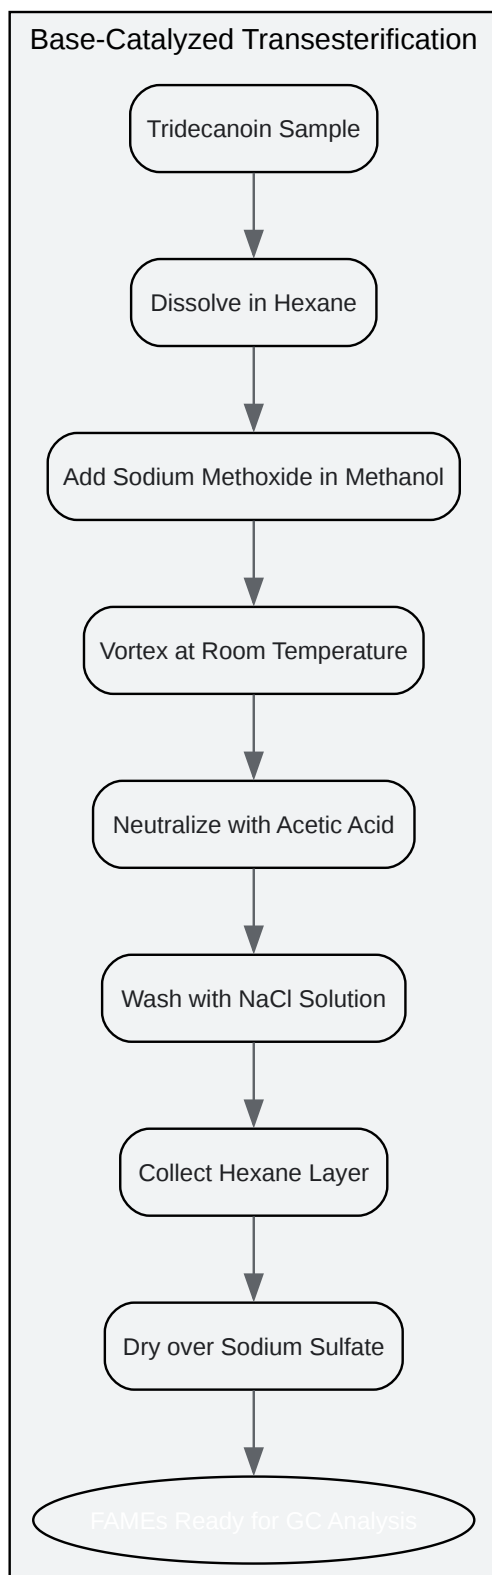 Base-Catalyzed Transesterification
Tridecanoin Sample
Dissolve in Hexane
Add Sodium Methoxide in Methanol
Vortex at Room Temperature
Neutralize with Acetic Acid
Wash with NaCl Solution
Collect Hexane Layer
Dry over Sodium Sulfate
FAMEs Ready for GC Analysis